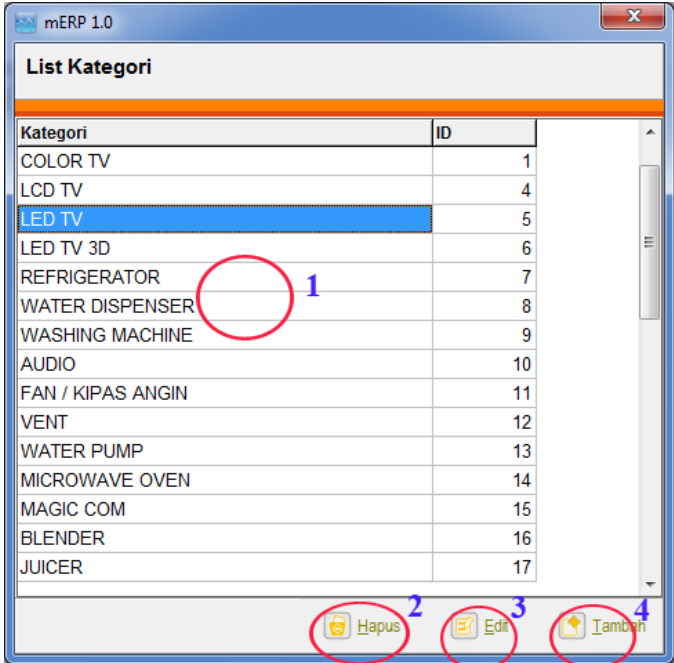 mERP 1.0
List Kategori
Kategori ID
COLOR TV 1
LCD TV 4
LED TV 5
LED TV 3D 6
REFRIGERATOR 7
1
WATER DISPENSER 8
WASHING MACHINE 9
AUDIO 10
FAN / KIPAS ANGIN 11
VENT 12
WATER PUMP 13
MICROWAVE OVEN 14
MAGIC COM 15
BLENDER 16
JUICER 17
2 3 4
Hapus Edit Tambah